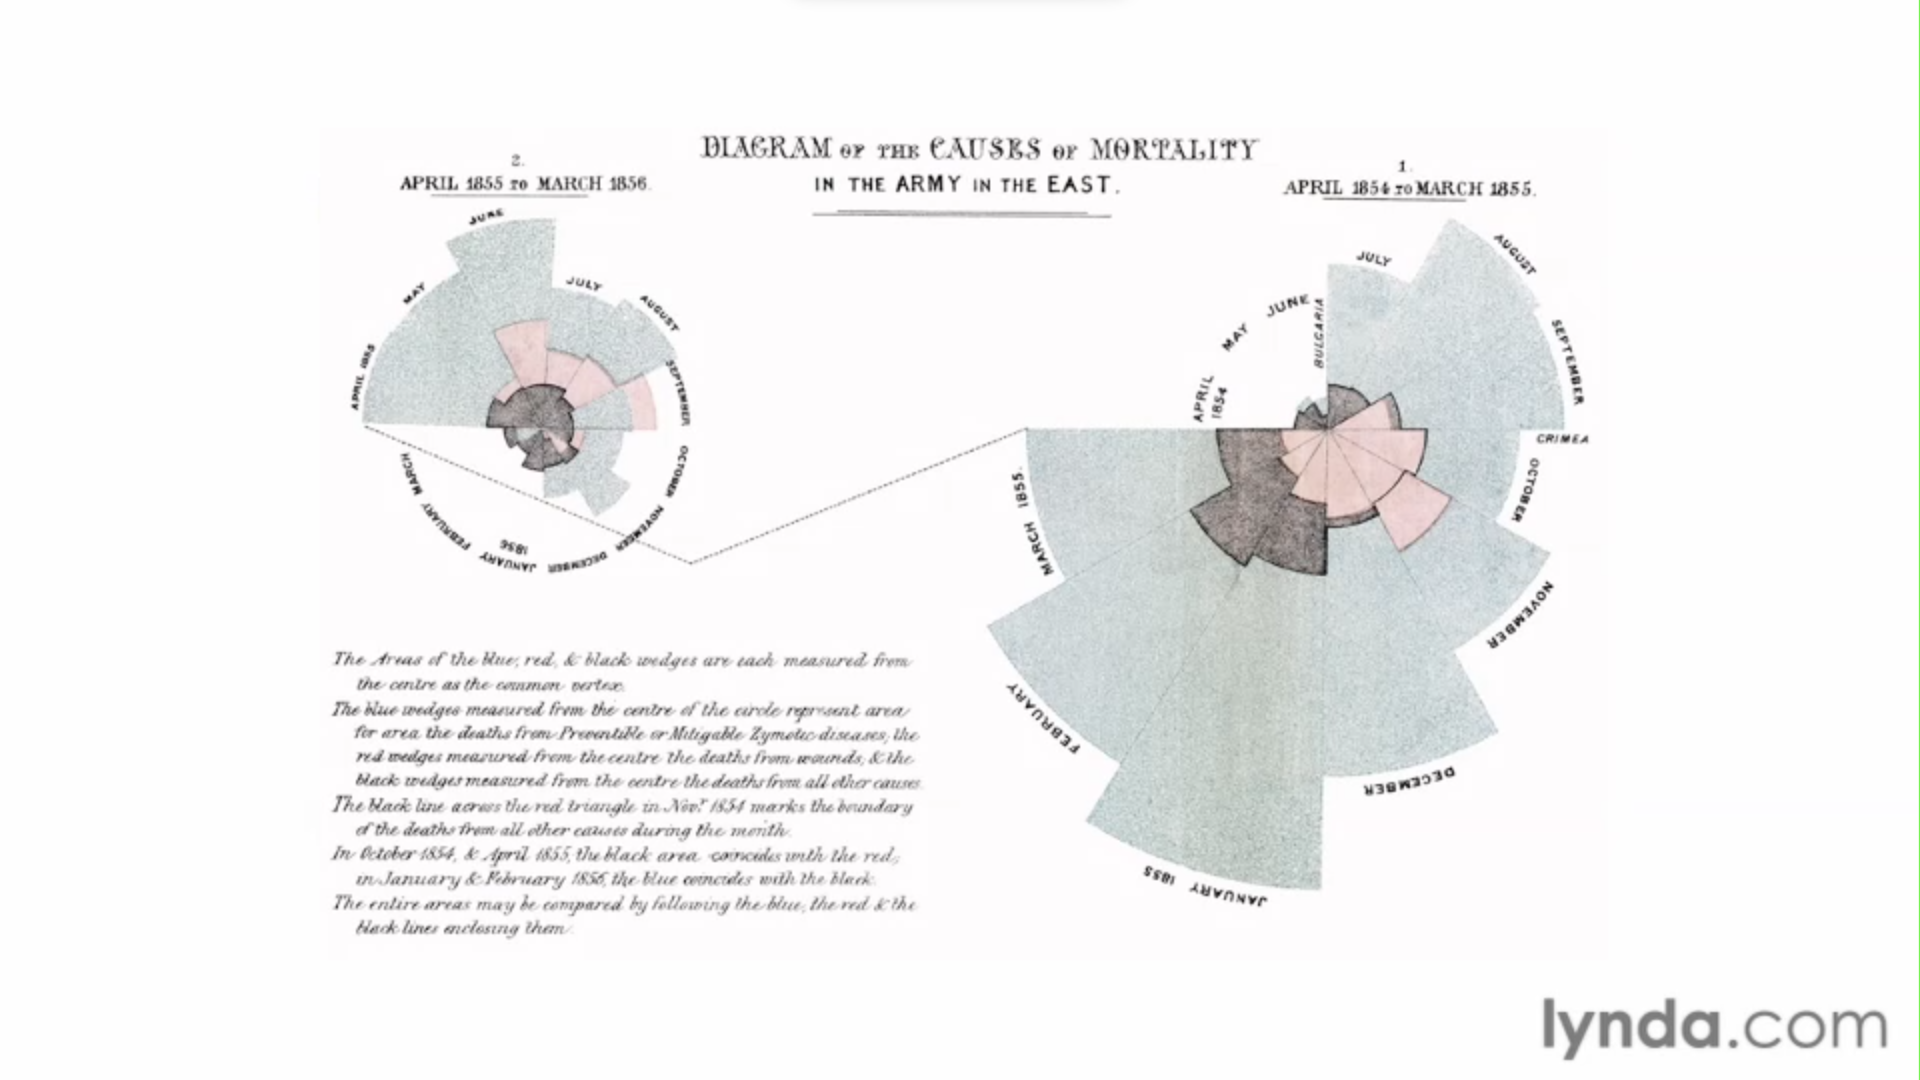 DIAGRAM OF THE CAUSES OF MORTALITY
IN THE ARMY IN THE EAST.
2.
APRIL 1855 TO MARCH 1856.
1.
APRIL 1854 TO MARCH 1855.
APRIL 1855
MAY
JUNE
JULY
AUGUST
SEPTEMBER
OCTOBER
NOVEMBER
DECEMBER
JANUARY 1856
FEBRUARY
MARCH
APRIL 1854
MAY
JUNE
BULGARIA
JULY
AUGUST
SEPTEMBER
CRIMEA
OCTOBER
NOVEMBER
DECEMBER
JANUARY 1855
FEBRUARY
MARCH 1855.
The Areas of the blue, red, & black wedges are each measured from
the centre as the common vertex.
The blue wedges measured from the centre of the circle represent area
for area the deaths from Preventible or Mitigable Zymotic diseases; the
red wedges measured from the centre the deaths from wounds; & the
black wedges measured from the centre the deaths from all other causes.
The black line across the red triangle in Novr. 1854 marks the boundary
of the deaths from all other causes during the month.
In October 1854, & April 1855, the black area coincides with the red;
in January & February 1856, the blue coincides with the black.
The entire areas may be compared by following the blue, the red & the
black lines enclosing them.
lynda.com